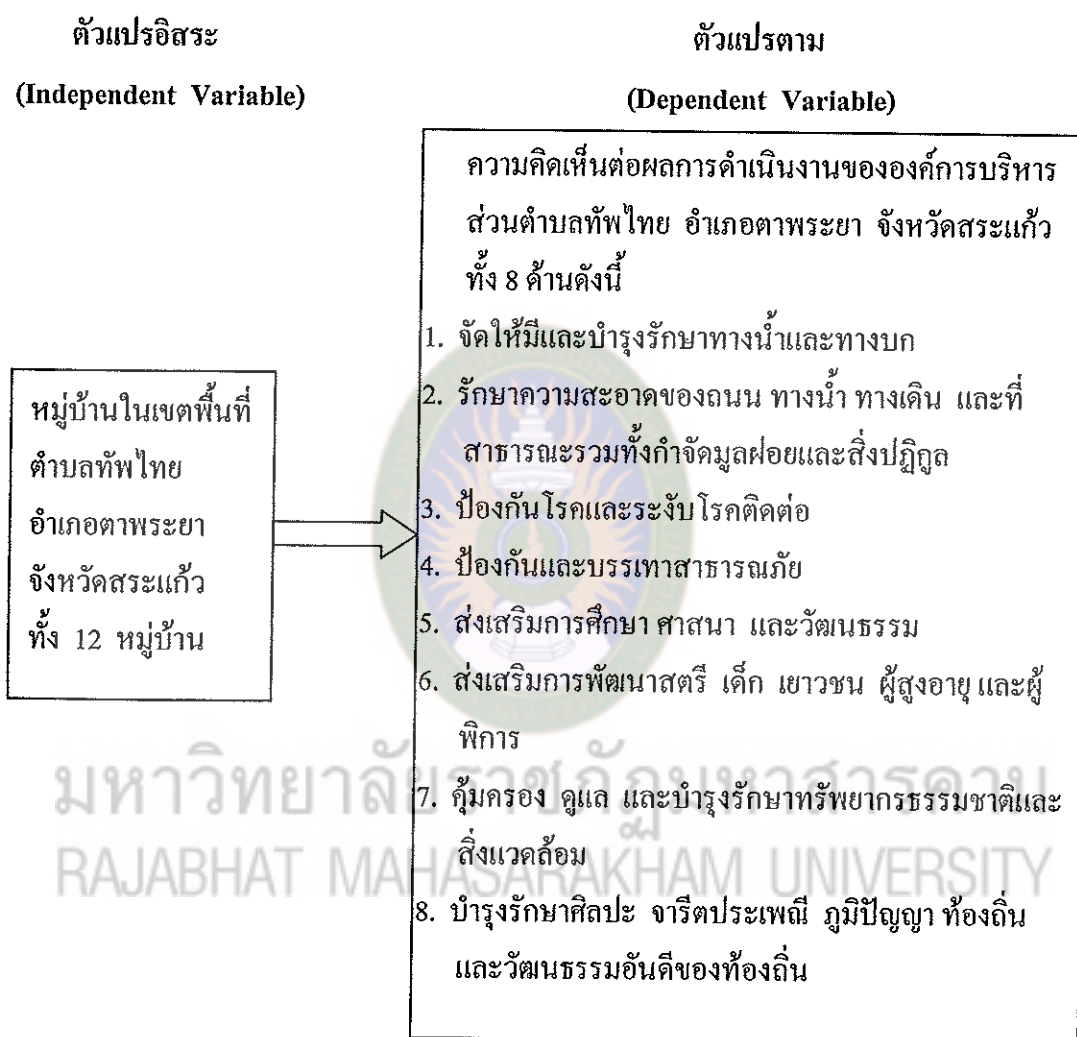 ตัวแปรอิสระ
(Independent Variable)
ตัวแปรตาม
(Dependent Variable)
หมู่บ้านในเขตพื้นที่
ตำบลทัพไทย
อำเภอตาพระยา
จังหวัดสระแก้ว
ทั้ง 12 หมู่บ้าน
ความคิดเห็นต่อผลการดำเนินงานขององค์การบริหาร
ส่วนตำบลทัพไทย อำเภอตาพระยา จังหวัดสระแก้ว
ทั้ง 8 ด้านดังนี้
1. จัดให้มีและบำรุงรักษาทางน้ำและทางบก
2. รักษาความสะอาดของถนน ทางน้ำ ทางเดิน และที่
สาธารณะรวมทั้งกำจัดมูลฝอยและสิ่งปฏิกูล
3. ป้องกันโรคและระงับโรคติดต่อ
4. ป้องกันและบรรเทาสาธารณภัย
5. ส่งเสริมการศึกษา ศาสนา และวัฒนธรรม
6. ส่งเสริมการพัฒนาสตรี เด็ก เยาวชน ผู้สูงอายุ และผู้
พิการ
7. คุ้มครอง ดูแล และบำรุงรักษาทรัพยากรธรรมชาติและ
สิ่งแวดล้อม
8. บำรุงรักษาศิลปะ จารีตประเพณี ภูมิปัญญา ท้องถิ่น
และวัฒนธรรมอันดีของท้องถิ่น
มหาวิทยาลัยราชภัฏมหาสารคาม
RAJABHAT MAHASARAKHAM UNIVERSITY